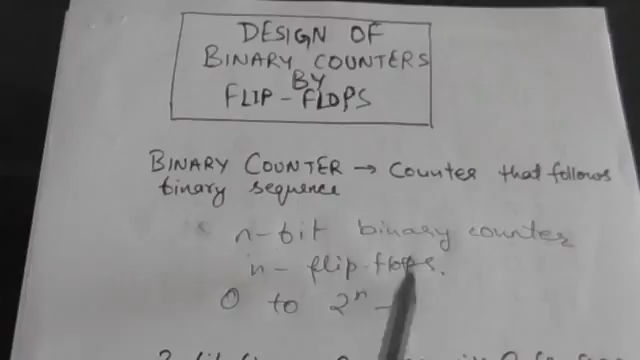 DESIGN OF
BINARY COUNTERS
BY
FLIP-FLOPS
BINARY COUNTER → Counter that follows
binary sequence
n-bit binary counter
n- flip-flops.
0 to 2ⁿ -